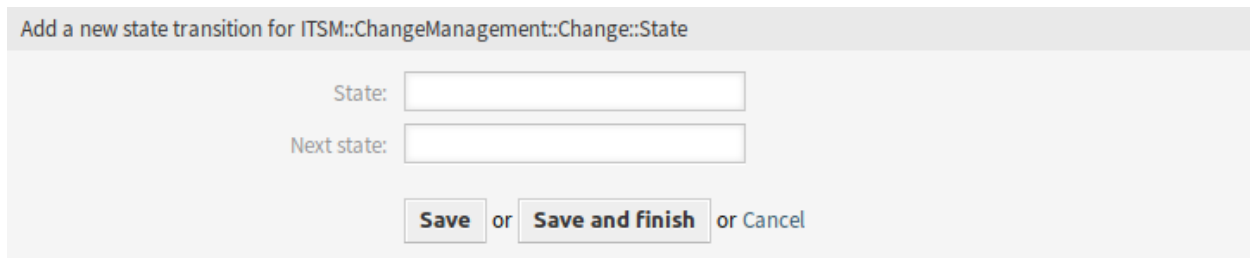 Add a new state transition for ITSM::ChangeManagement::Change::State
State:
Next state:
Save or Save and finish or Cancel